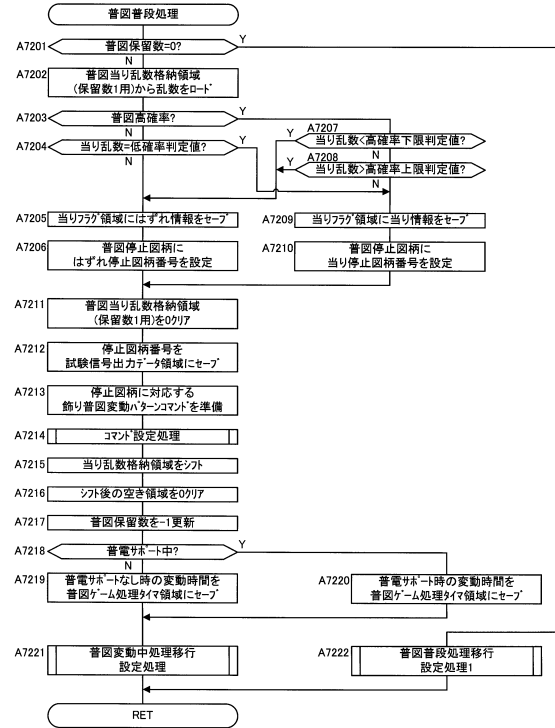 普図普段処理
A7201 普図保留数=0? Y
N
A7202 普図当り乱数格納領域
(保留数1用)から乱数をﾛｰﾄﾞ
A7203 普図高確率? Y
N
A7204 当り乱数=低確率判定値? Y
N
A7207
Y 当り乱数<高確率下限判定値?
N
A7208
Y 当り乱数>高確率上限判定値?
N
A7205 当りﾌﾗｸﾞ領域にはずれ情報をｾｰﾌﾞ
A7209 当りﾌﾗｸﾞ領域に当り情報をｾｰﾌﾞ
A7206 普図停止図柄に
はずれ停止図柄番号を設定
A7210 普図停止図柄に
当り停止図柄番号を設定
A7211 普図当り乱数格納領域
(保留数1用)を0ｸﾘｱ
A7212 停止図柄番号を
試験信号出力ﾃﾞｰﾀ領域にｾｰﾌﾞ
A7213 停止図柄に対応する
飾り普図変動ﾊﾟﾀｰﾝｺﾏﾝﾄﾞを準備
A7214 ｺﾏﾝﾄﾞ設定処理
A7215 当り乱数格納領域をｼﾌﾄ
A7216 ｼﾌﾄ後の空き領域を0ｸﾘｱ
A7217 普図保留数を-1更新
A7218 普電ｻﾎﾟｰﾄ中? Y
N
A7219 普電ｻﾎﾟｰﾄなし時の変動時間を
普図ｹﾞｰﾑ処理ﾀｲﾏ領域にｾｰﾌﾞ
A7220 普電ｻﾎﾟｰﾄ時の変動時間を
普図ｹﾞｰﾑ処理ﾀｲﾏ領域にｾｰﾌﾞ
A7221 普図変動中処理移行
設定処理
A7222 普図普段処理移行
設定処理1
RET